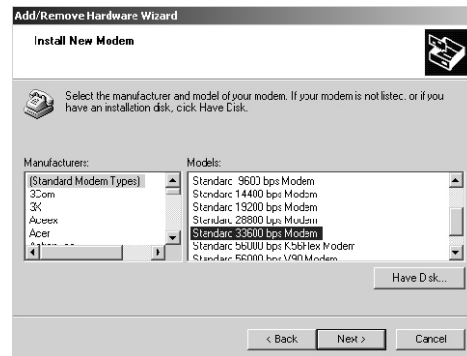 Add/Remove Hardware Wizard
Install New Modem
Select the manufacturer and model of your modem. If your modem is not listed, or if you
have an installation disk, click Have Disk.
Manufacturers:
(Standard Modem Types)
3Com
3X
Aceex
Acer
Models:
Standard 9600 bps Modem
Standard 14400 bps Modem
Standard 19200 bps Modem
Standard 28800 bps Modem
Standard 33600 bps Modem
Standard 56000 bps K56Flex Modem
Standard 56000 bps V90 Modem
Have Disk...
< Back
Next >
Cancel